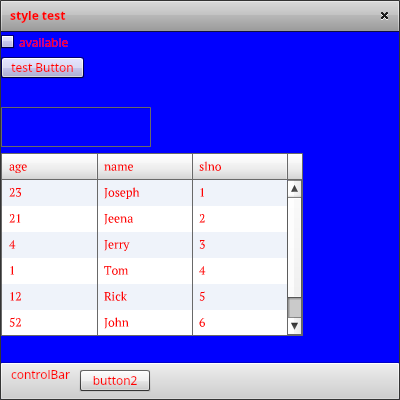 style test
available
test Button
age name slno
23 Joseph 1
21 Jeena 2
4 Jerry 3
1 Tom 4
12 Rick 5
52 John 6
controlBar button2